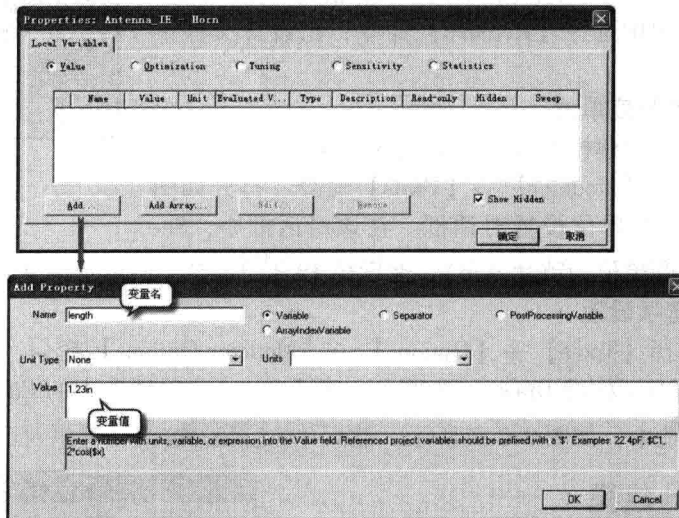 Properties: Antenna_IE - Horn
Local Variables
Value Optimization Tuning Sensitivity Statistics
Name Value Unit Evaluated V... Type Description Read-only Hidden Sweep
Add... Add Array... Edit... Remove Show Hidden
确定 取消
Add Property
变量名
Name length Variable Separator PostProcessingVariable
ArrayIndexVariable
Unit Type None Units
Value 1.23in
变量值
Enter a number with units, variable, or expression into the Value field. Referenced project variables should be prefixed with a '$'. Examples: 22.4pF, $C1,
2*cos($x).
OK Cancel